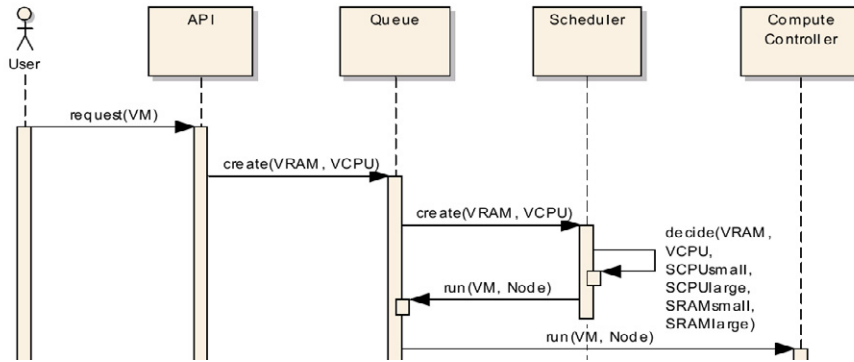 API
Queue
Scheduler
Compute
Controller
User
request(VM)
create(VRAM, VCPU)
create(VRAM, VCPU)
decide(VRAM,
VCPU,
SCPUsmall,
SCPUlarge,
SRAMsmall,
SRAMlarge)
run(VM, Node)
run(VM, Node)